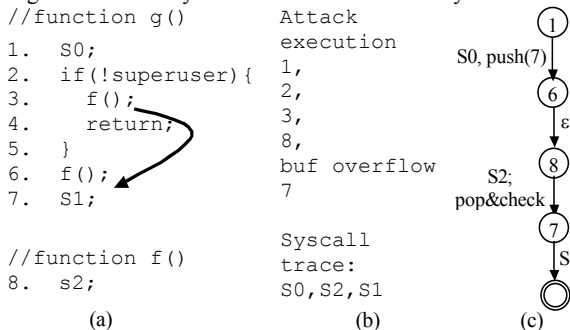 //function g()
1. S0;
2. if(!superuser){
3. f();
4. return;
5. }
6. f();
7. S1;
//function f()
8. s2;
(a)
Attack
execution
1,
2,
3,
8,
buf overflow
7
Syscall
trace:
S0,S2,S1
(b)
1
S0, push(7)
6
ε
8
S2;
pop&check
7
S
(c)